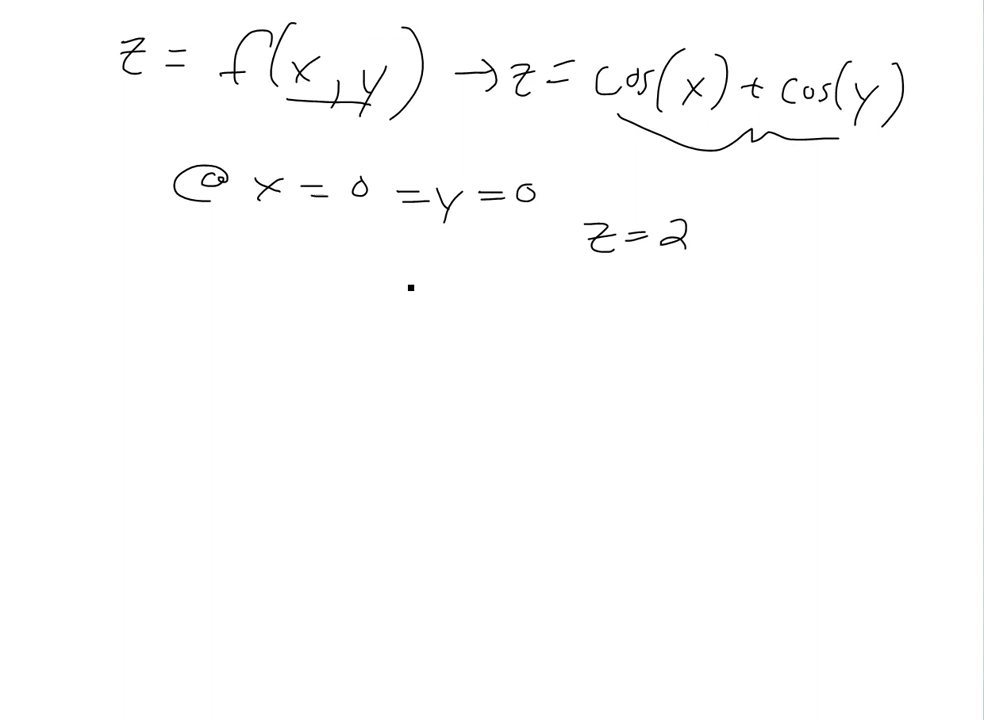 z = f(x,y) → z = cos(x) + cos(y)
@ x = 0 = y = 0
z = 2